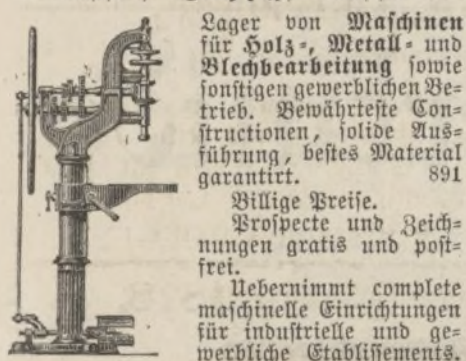 Lager von Maschinen
für Holz-, Metall- und
Blechbearbeitung sowie
sonstigen gewerblichen Be-
trieb. Bewährteste Con-
structionen, solide Aus-
führung, bestes Material
garantirt. 891
Billige Preise.
Prospecte und Zeich-
nungen gratis und post-
frei.
Uebernimmt complete
maschinelle Einrichtungen
für industrielle und ge-
werbliche Etablissements.